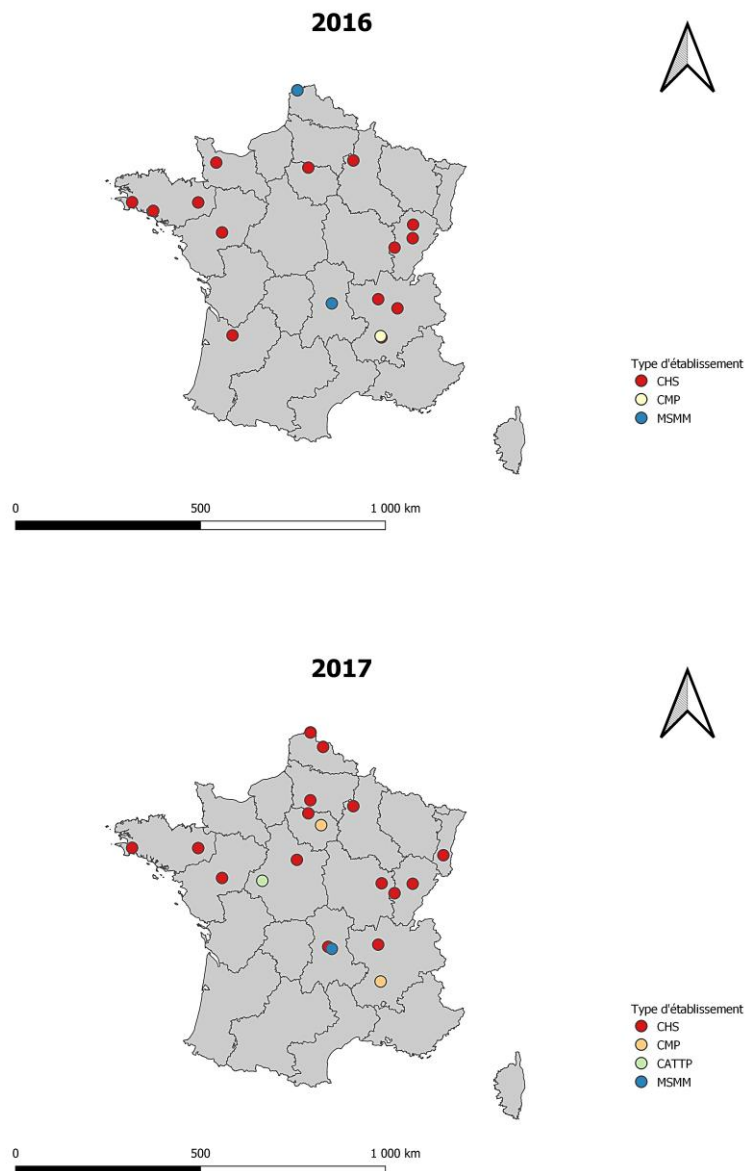 2016
Type d'établissement
CHS
CMP
MSMM
0 500 1 000 km
2017
Type d'établissement
CHS
CMP
CATTP
MSMM
0 500 1 000 km